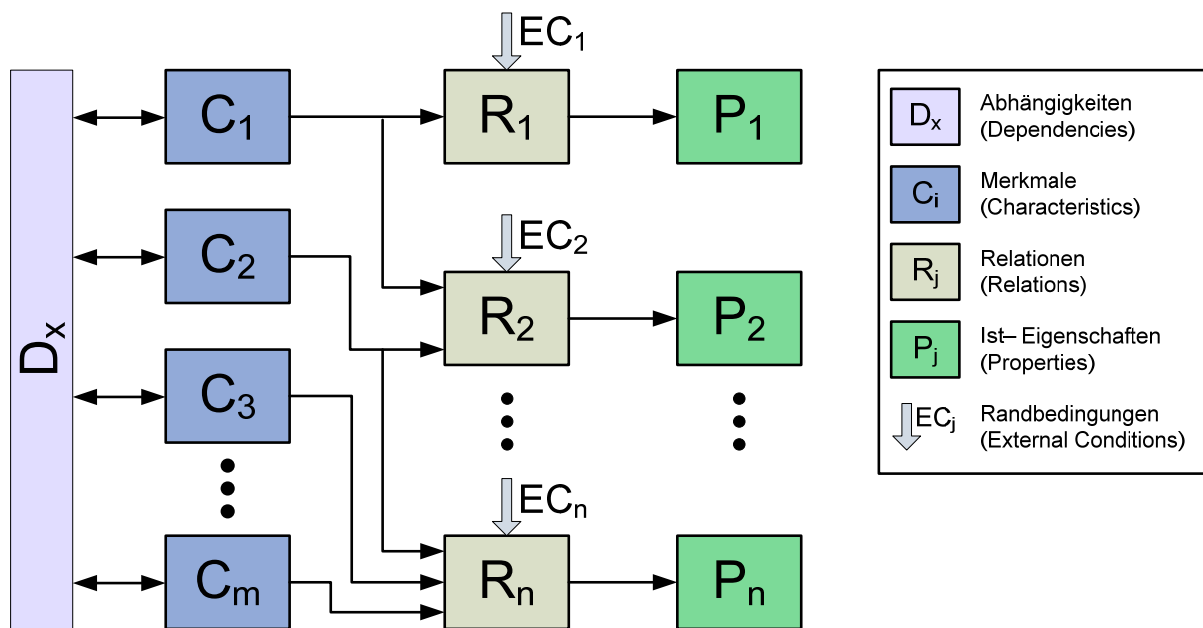 EC₁
C₁
R₁
P₁
C₂
EC₂
R₂
P₂
Dₓ
C₃
ECₙ
Cₘ
Rₙ
Pₙ
Dₓ
Abhängigkeiten
(Dependencies)
Cᵢ
Merkmale
(Characteristics)
Rⱼ
Relationen
(Relations)
Pⱼ
Ist–Eigenschaften
(Properties)
ECⱼ
Randbedingungen
(External Conditions)